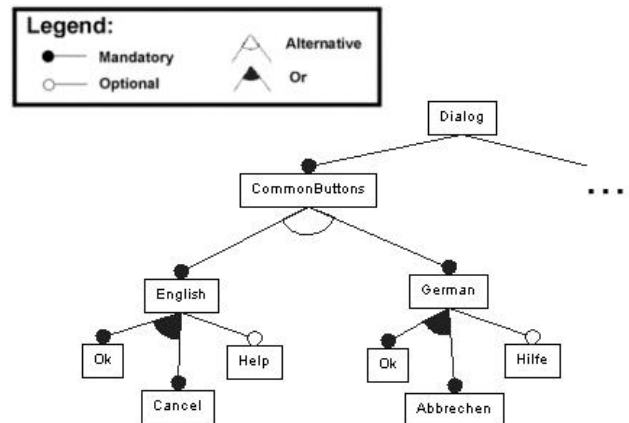 Legend:
Mandatory
Alternative
Optional
Or
Dialog
CommonButtons
...
English
German
Ok
Help
Ok
Hilfe
Cancel
Abbrechen